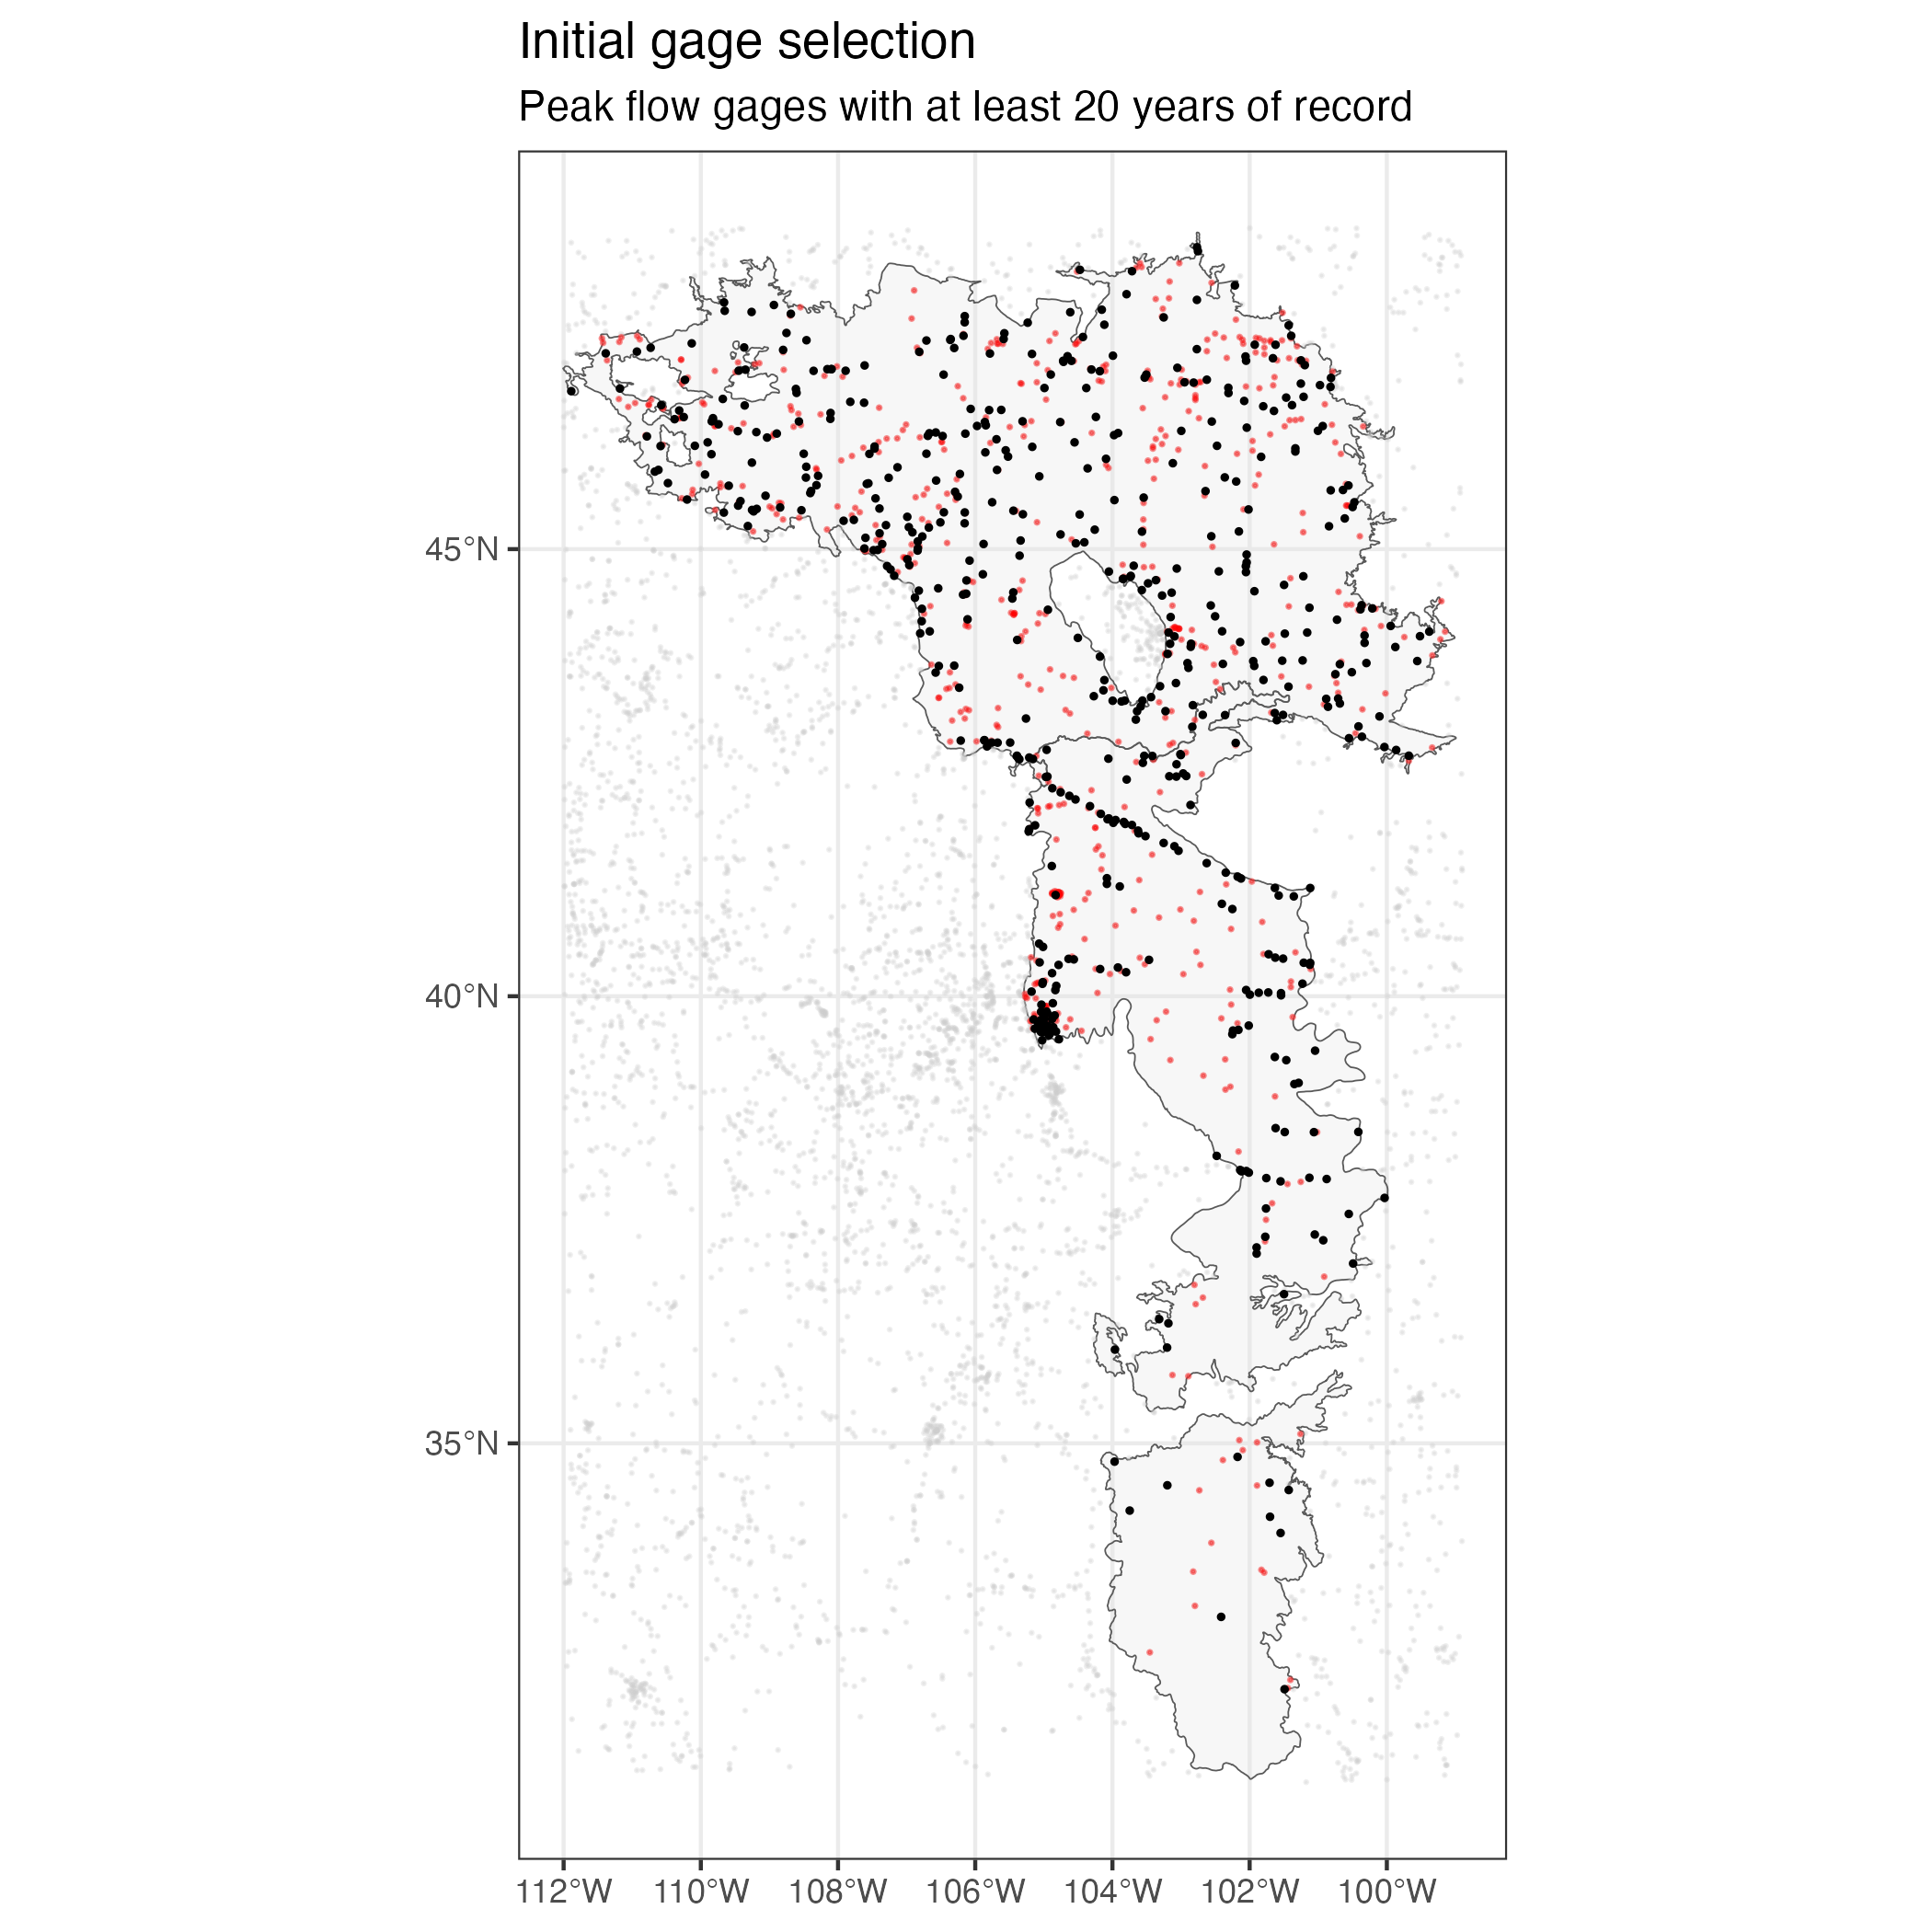 Initial gage selection
Peak flow gages with at least 20 years of record
45°N
40°N
35°N
112°W 110°W 108°W 106°W 104°W 102°W 100°W